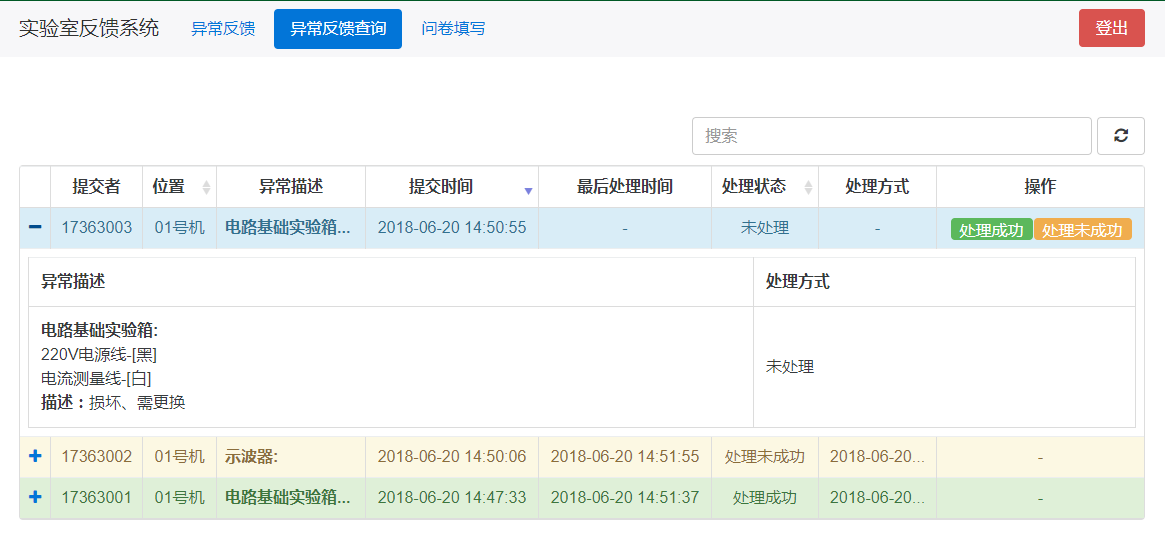 实验室反馈系统 异常反馈 异常反馈查询 问卷填写 登出
搜索
提交者 位置 异常描述 提交时间 最后处理时间 处理状态 处理方式 操作
17363003 01号机 电路基础实验箱... 2018-06-20 14:50:55 - 未处理 - 处理成功 处理未成功
异常描述 处理方式
电路基础实验箱:
220V电源线-[黑]
电流测量线-[白]
描述：损坏、需更换
未处理
17363002 01号机 示波器: 2018-06-20 14:50:06 2018-06-20 14:51:55 处理未成功 2018-06-20... -
17363001 01号机 电路基础实验箱... 2018-06-20 14:47:33 2018-06-20 14:51:37 处理成功 2018-06-20... -